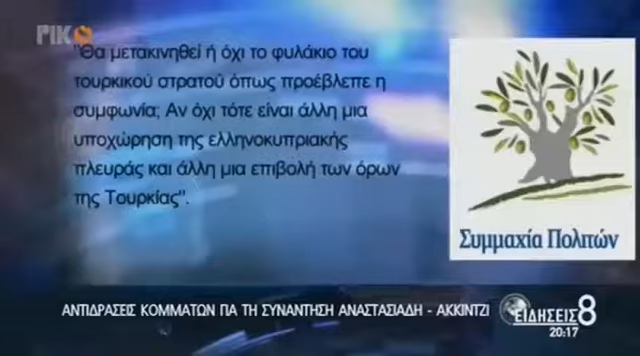 ΡΙΚ
"Θα μετακινηθεί ή όχι το φυλάκιο του
τουρκικού στρατού όπως προέβλεπε η
συμφωνία; Αν όχι τότε είναι άλλη μια
υποχώρηση της ελληνοκυπριακής
πλευράς και άλλη μια επιβολή των όρων
της Τουρκίας".
Συμμαχία Πολιτών
ΑΝΤΙΔΡΑΣΕΙΣ ΚΟΜΜΑΤΩΝ ΓΙΑ ΤΗ ΣΥΝΑΝΤΗΣΗ ΑΝΑΣΤΑΣΙΑΔΗ - ΑΚΚΙΝΤΖΙ
ΕΙΔΗΣΕΙΣ 8
20:17